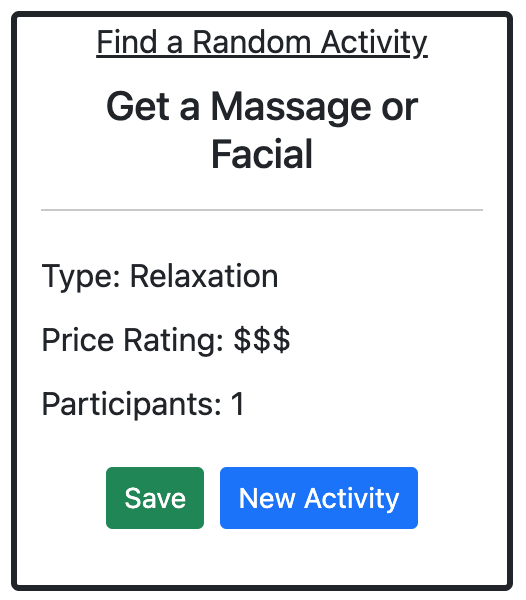 Find a Random Activity
Get a Massage or
Facial
Type: Relaxation
Price Rating: $$$
Participants: 1
Save
New Activity